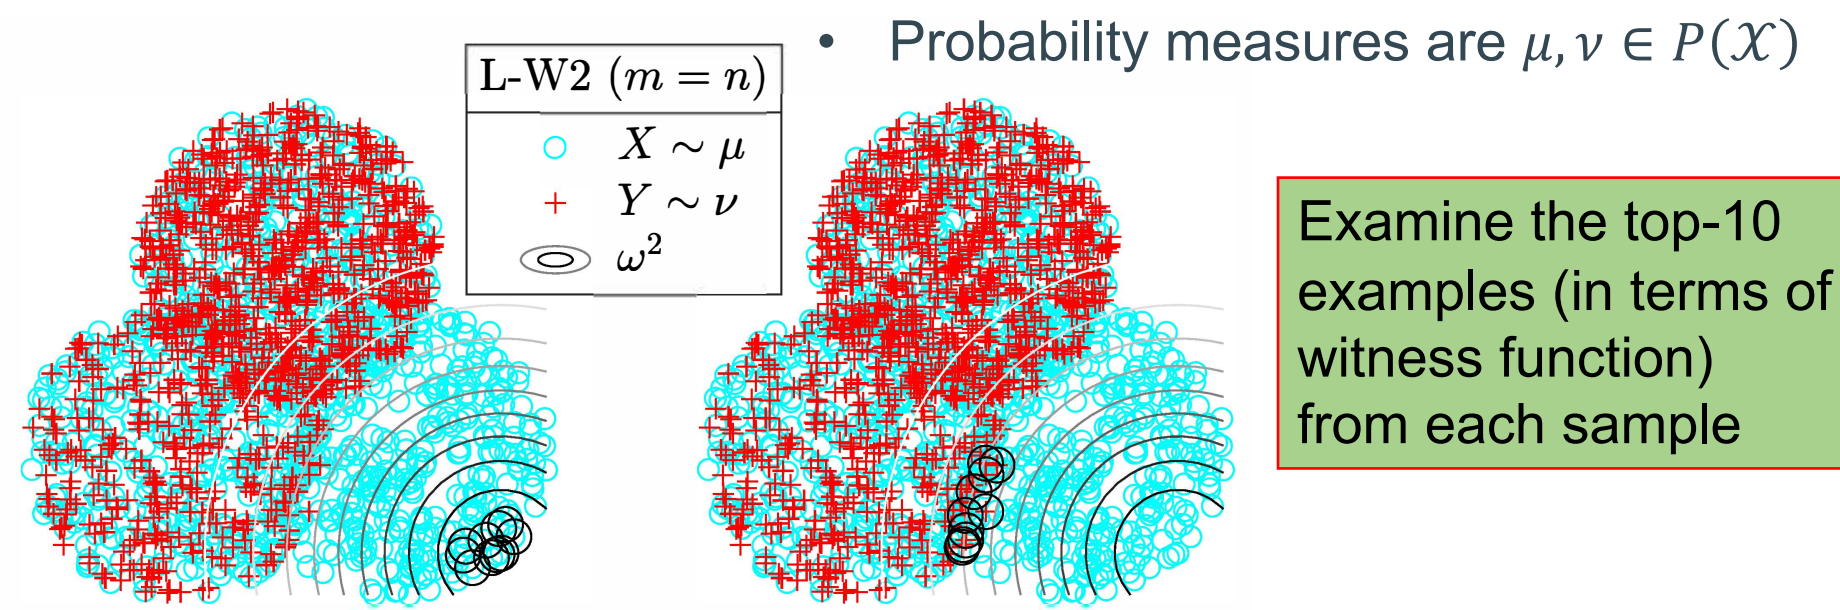 • Probability measures are 𝜇, 𝜈 ∈ 𝑃(𝒳)
L-W2 (m = n)
X ∼ μ
Y ∼ ν
ω²
Examine the top-10
examples (in terms of
witness function)
from each sample